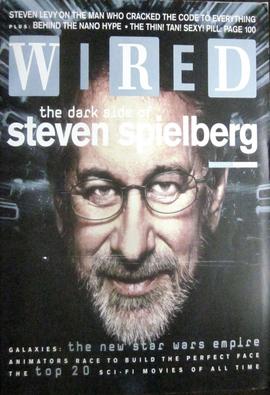 STEVEN LEVY ON THE MAN WHO CRACKED THE CODE TO EVERYTHING
PLUS: BEHIND THE NANO HYPE • THE THIN! TAN! SEXY! PILL PAGE 100
WIRED
the dark side of
steven spielberg
GALAXIES: the new star wars empire
ANIMATORS RACE TO BUILD THE PERFECT FACE
THE top 20 SCI-FI MOVIES OF ALL TIME